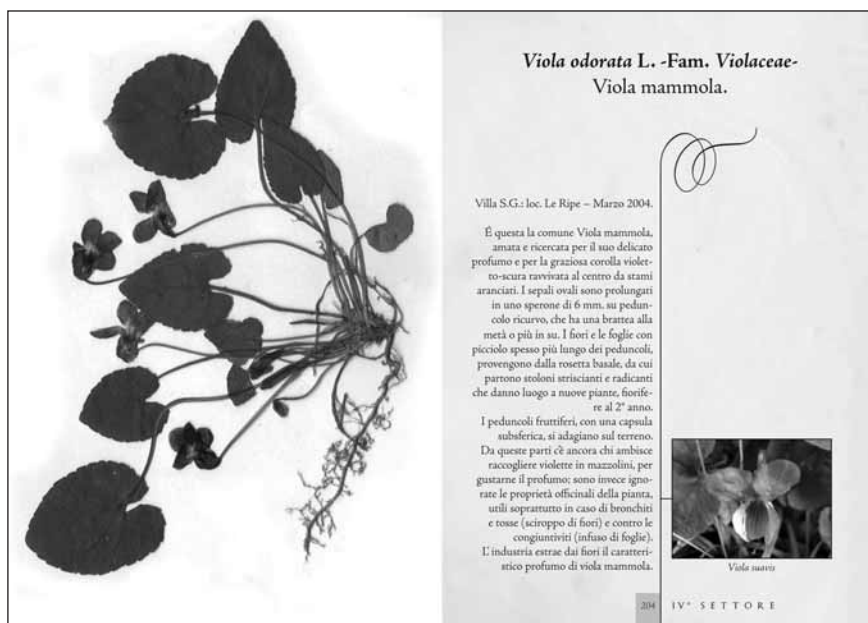 Viola odorata L. -Fam. Violaceae-
Viola mammola.
Villa S.G.: loc. Le Ripe – Marzo 2004.
É questa la comune Viola mammola,
amata e ricercata per il suo delicato
profumo e per la graziosa corolla violet-
to-scura ravvivata al centro da stami
aranciati. I sepali ovali sono prolungati
in uno sperone di 6 mm. su pedun-
colo ricurvo, che ha una brattea alla
metà o più in su. I fiori e le foglie con
picciolo spesso più lungo dei peduncoli,
provengono dalla rosetta basale, da cui
partono stoloni striscianti e radicanti
che danno luogo a nuove piante, fiorife-
re al 2° anno.
I peduncoli fruttiferi, con una capsula
subsferica, si adagiano sul terreno.
Da queste parti c'è ancora chi ambisce
raccogliere violette in mazzolini, per
gustarne il profumo; sono invece igno-
rate le proprietà officinali della pianta,
utili soprattutto in caso di bronchiti
e tosse (sciroppo di fiori) e contro le
congiuntiviti (infuso di foglie).
L' industria estrae dai fiori il caratteri-
stico profumo di viola mammola.
Viola suavis
204 IV° SETTORE